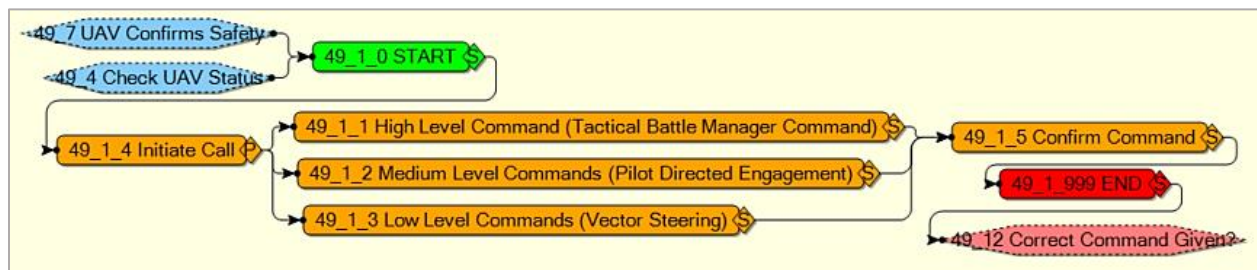 49_7 UAV Confirms Safety
49_4 Check UAV Status
49_1_0 START S
49_1_4 Initiate Call P
49_1_1 High Level Command (Tactical Battle Manager Command) S
49_1_2 Medium Level Commands (Pilot Directed Engagement) S
49_1_3 Low Level Commands (Vector Steering) S
49_1_5 Confirm Command S
49_1_999 END S
49_12 Correct Command Given?